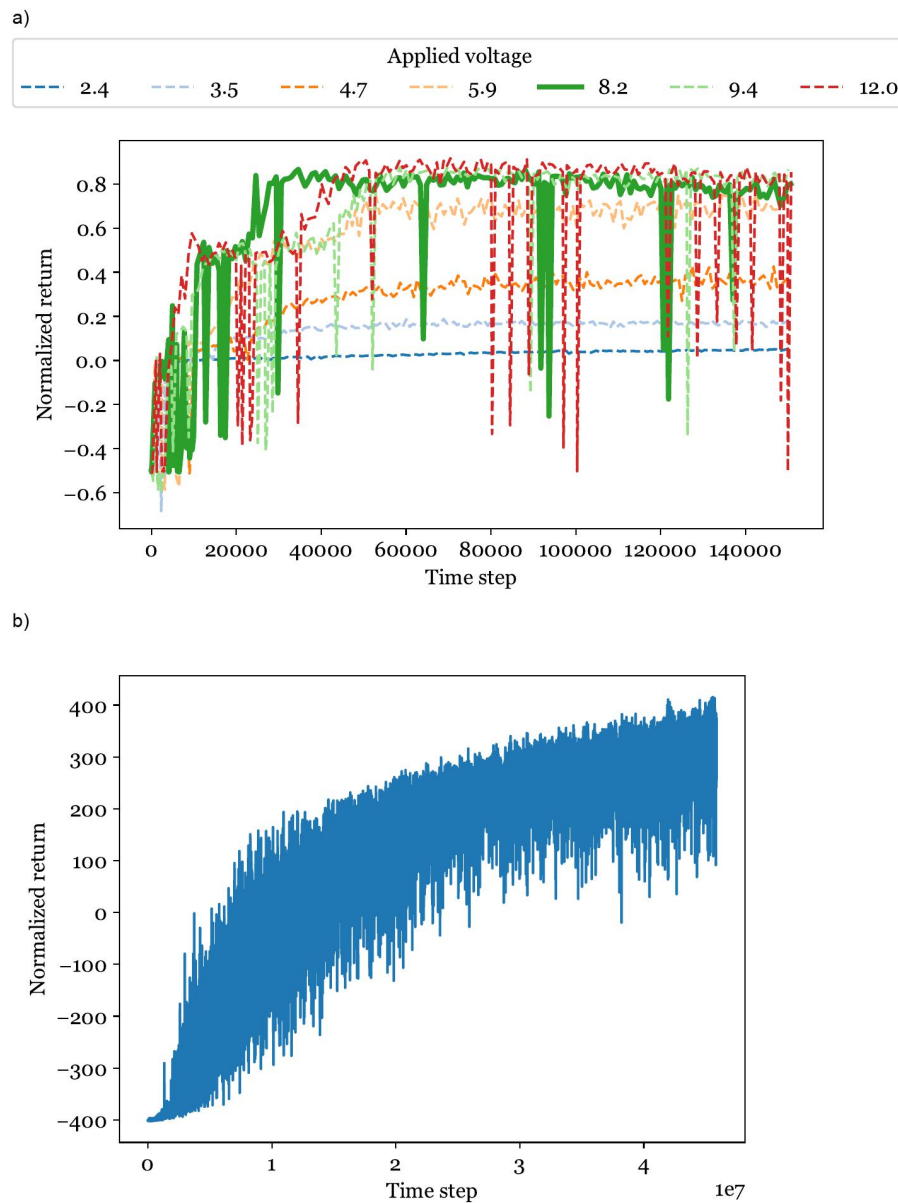 a)
Applied voltage
2.4 3.5 4.7 5.9 8.2 9.4 12.0
0.8
0.6
0.4
0.2
0.0
−0.2
−0.4
−0.6
Normalized return
0 20000 40000 60000 80000 100000 120000 140000
Time step
b)
400
300
200
100
0
−100
−200
−300
−400
Normalized return
0 1 2 3 4
1e7
Time step